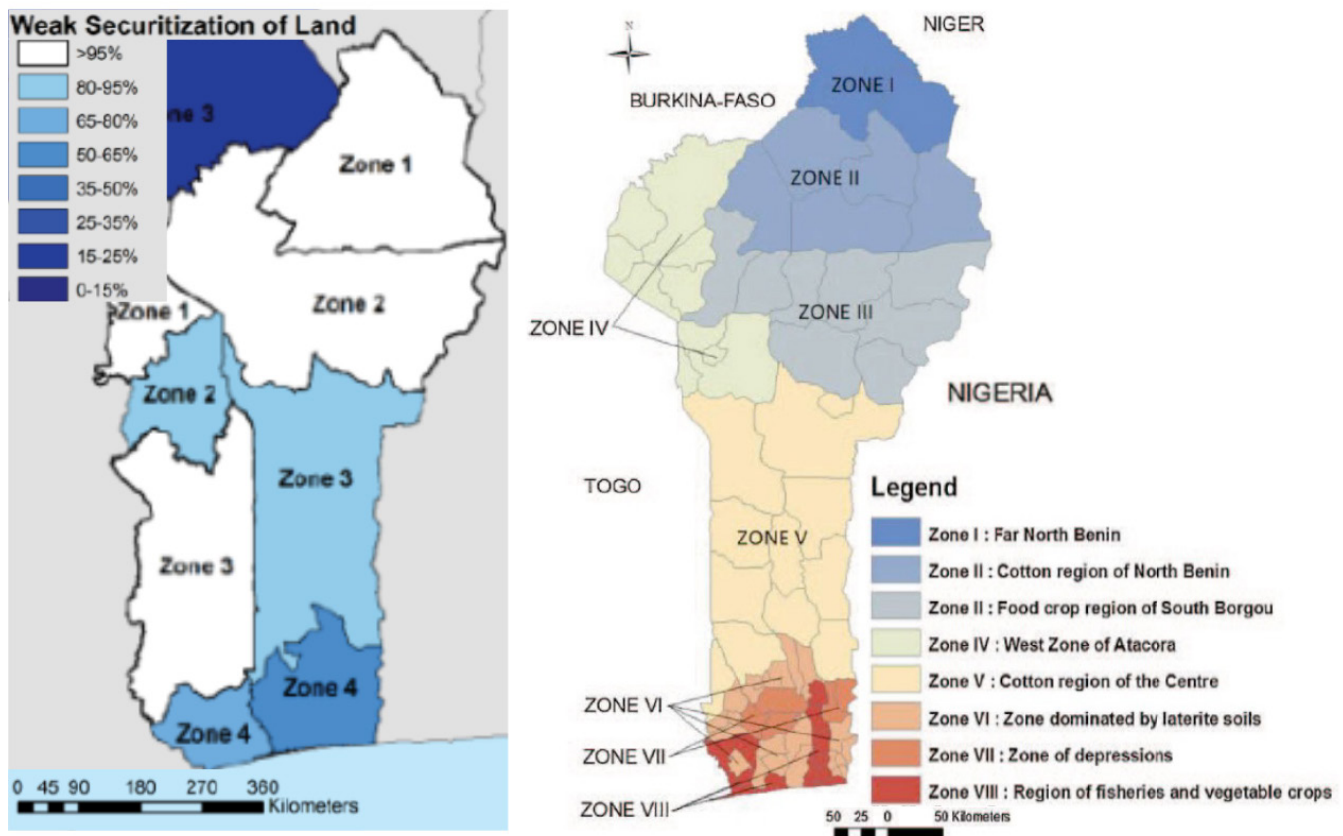 Weak Securitization of Land
>95%
80-95%
65-80%
50-65%
35-50%
25-35%
15-25%
0-15%
ne 3
Zone 1
Zone 1
Zone 2
Zone 2
Zone 3
Zone 3
Zone 4
Zone 4
0 45 90 180 270 360
Kilometers
N
NIGER
BURKINA-FASO
ZONE I
ZONE II
ZONE III
ZONE IV
NIGERIA
TOGO
ZONE V
ZONE VI
ZONE VII
ZONE VIII
Legend
Zone I : Far North Benin
Zone II : Cotton region of North Benin
Zone II : Food crop region of South Borgou
Zone IV : West Zone of Atacora
Zone V : Cotton region of the Centre
Zone VI : Zone dominated by laterite soils
Zone VII : Zone of depressions
Zone VIII : Region of fisheries and vegetable crops
50 25 0 50 Kilometers